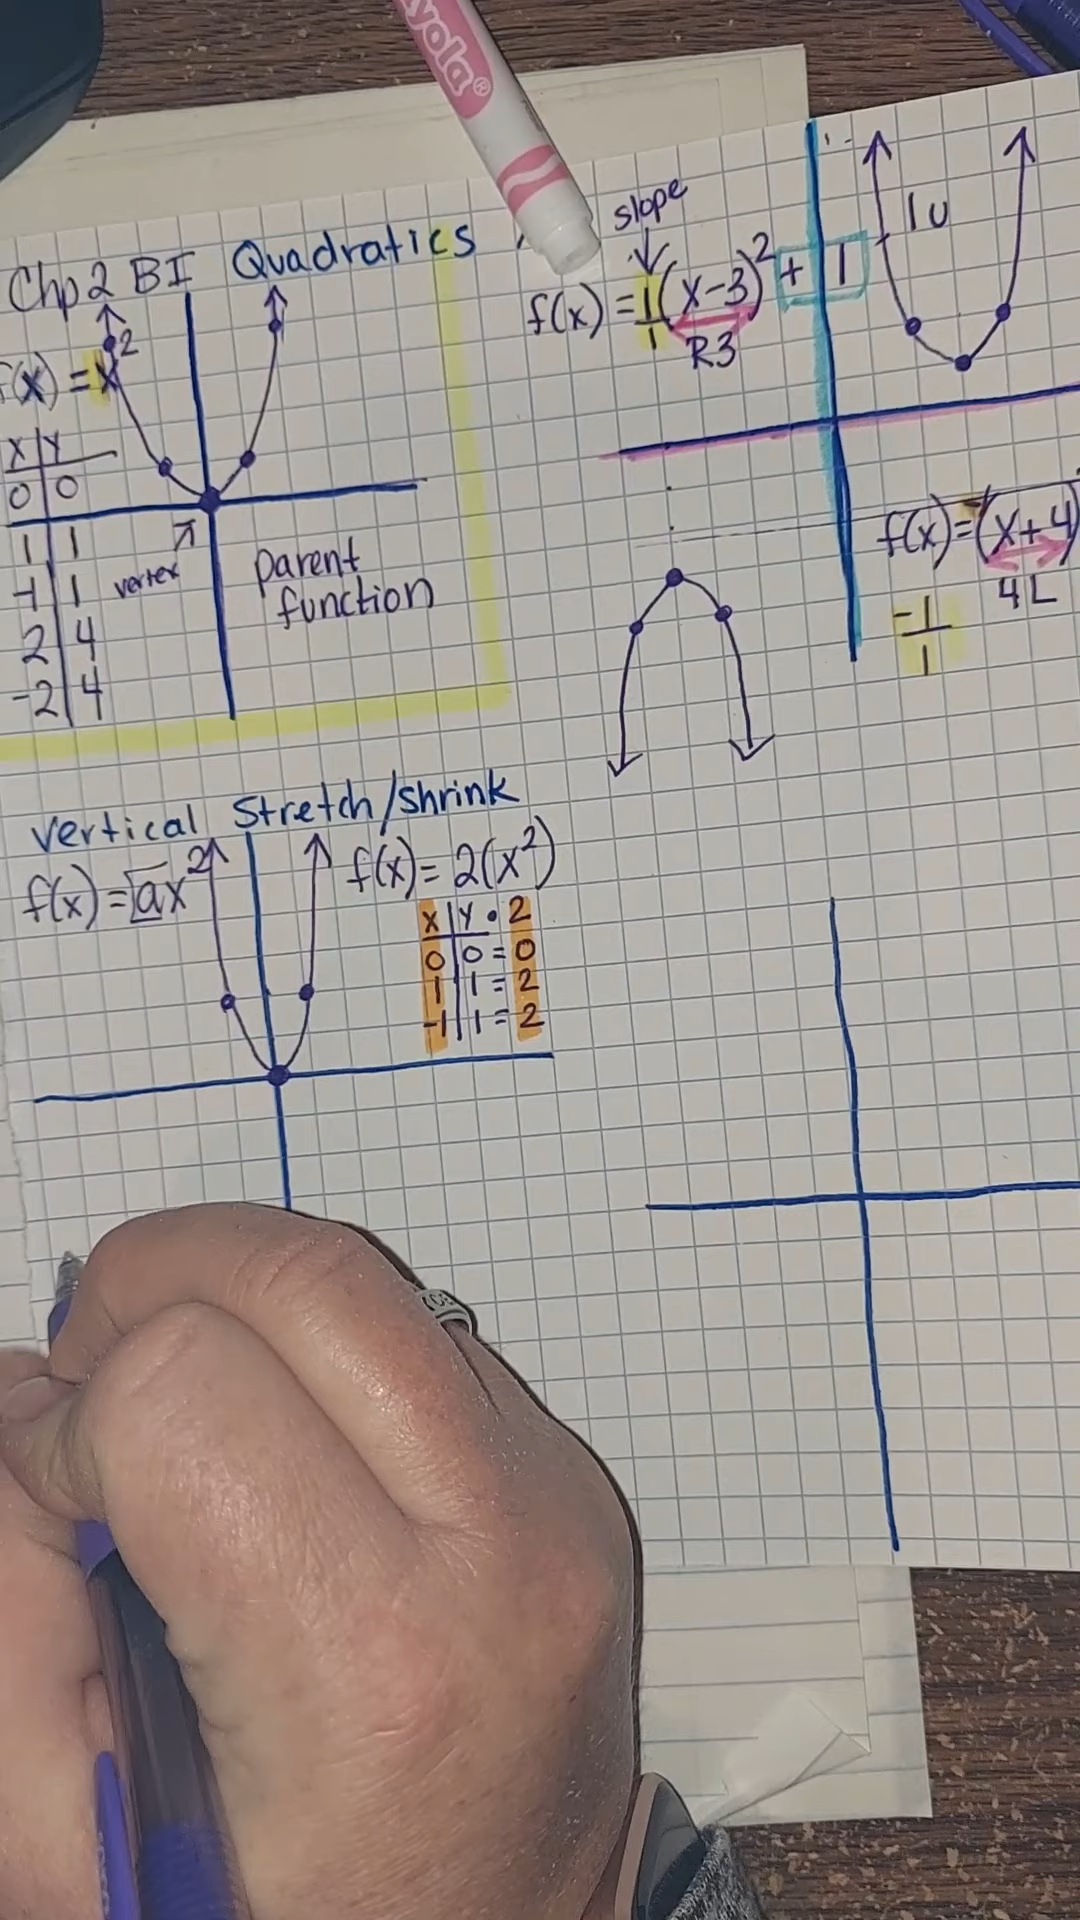 yola®
Chp 2 BI Quadratics
f(x) = x²
x | y
0 | 0
1 | 1
-1 | 1
2 | 4
-2 | 4
vertex
parent
function
slope
f(x) = 1/1 (x-3)² + 1
R3
1U
f(x) = -(x+4)
-1/1
4L
Vertical Stretch/shrink
f(x) = ax²
f(x) = 2(x²)
x | y • 2
0 | 0 = 0
1 | 1 = 2
-1 | 1 = 2